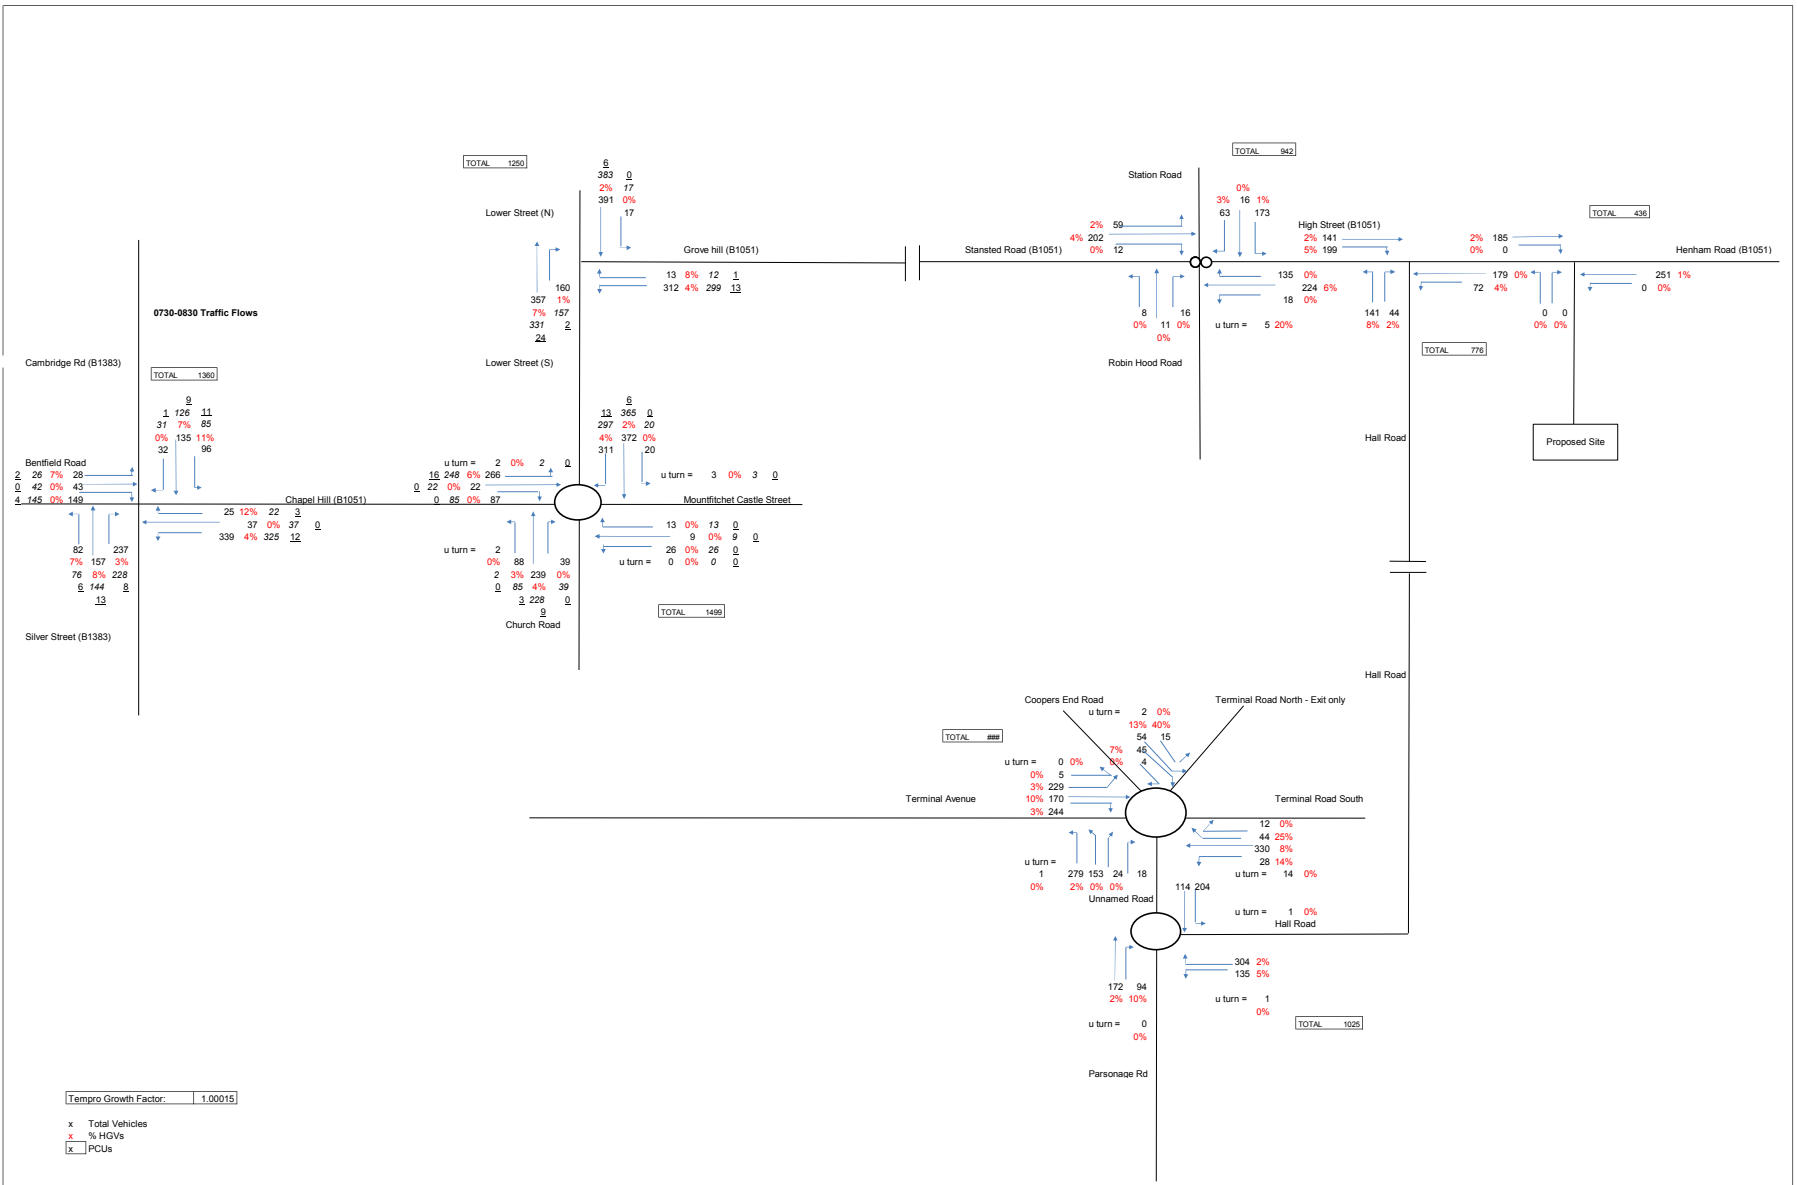 TOTAL 942
TOTAL 1250
6
383 0
2% 17
391 0%
17
Station Road
0%
3% 16 1%
63 173
Lower Street (N)
2% 59
4% 202
0% 12
High Street (B1051)
2% 141
5% 199
TOTAL 436
2% 185
0% 0
Grove hill (B1051)
Stansted Road (B1051)
Henham Road (B1051)
13 8% 12 1
312 4% 299 13
135 0%
224 6%
18 0%
179 0%
72 4%
251 1%
0 0%
160
357 1%
7% 157
331 2
24
8 16
0% 11 0%
0%
u turn = 5 20%
141 44
8% 2%
0 0
0% 0%
0730-0830 Traffic Flows
TOTAL 776
Cambridge Rd (B1383)
Lower Street (S)
Robin Hood Road
TOTAL 1360
9
1 126 11
31 7% 85
0% 135 11%
32 96
6
13 365 0
297 2% 20
4% 372 0%
311 20
Hall Road
Proposed Site
Bentfield Road
2 26 7% 28
0 42 0% 43
4 145 0% 149
u turn = 2 0% 2 0
16 248 6% 266
0 22 0% 22
0 85 0% 87
u turn = 3 0% 3 0
Chapel Hill (B1051)
Mountfitchet Castle Street
25 12% 22 3
37 0% 37 0
339 4% 325 12
13 0% 13 0
9 0% 9 0
26 0% 26 0
u turn = 0 0% 0 0
82 237
7% 157 3%
76 8% 228
6 144 8
13
u turn = 2
0% 88 39
2 3% 239 0%
0 85 4% 39
3 228 0
9
Church Road
TOTAL 1499
Silver Street (B1383)
Hall Road
Coopers End Road
Terminal Road North - Exit only
u turn = 2 0%
13% 40%
54 15
7% 45
0% 4
TOTAL ###
u turn = 0 0%
0% 5
3% 229
10% 170
3% 244
Terminal Avenue
Terminal Road South
12 0%
44 25%
330 8%
28 14%
u turn = 14 0%
u turn =
1 279 153 24 18
0% 2% 0% 0%
Unnamed Road
114 204
u turn = 1 0%
Hall Road
304 2%
135 5%
172 94
2% 10%
u turn = 1
0%
u turn = 0
0%
TOTAL 1025
Parsonage Rd
Tempro Growth Factor: 1.00015
x Total Vehicles
x % HGVs
x PCUs